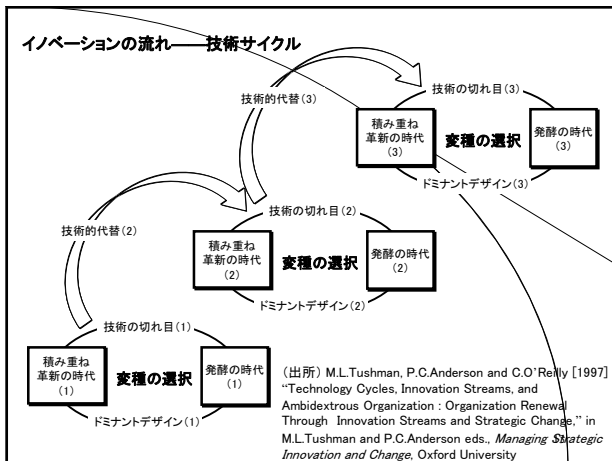 イノベーションの流れ――技術サイクル
技術の切れ目(3)
技術的代替(3)
積み重ね
革新の時代
(3)
変種の選択
発酵の時代
(3)
ドミナントデザイン(3)
技術の切れ目(2)
技術的代替(2)
積み重ね
革新の時代
(2)
変種の選択
発酵の時代
(2)
ドミナントデザイン(2)
技術の切れ目(1)
積み重ね
革新の時代
(1)
変種の選択
発酵の時代
(1)
ドミナントデザイン(1)
(出所) M.L.Tushman, P.C.Anderson and C.O'Reilly [1997]
“Technology Cycles, Innovation Streams, and
Ambidextrous Organization : Organization Renewal
Through Innovation Streams and Strategic Change,” in
M.L.Tushman and P.C.Anderson eds., Managing Strategic
Innovation and Change, Oxford University